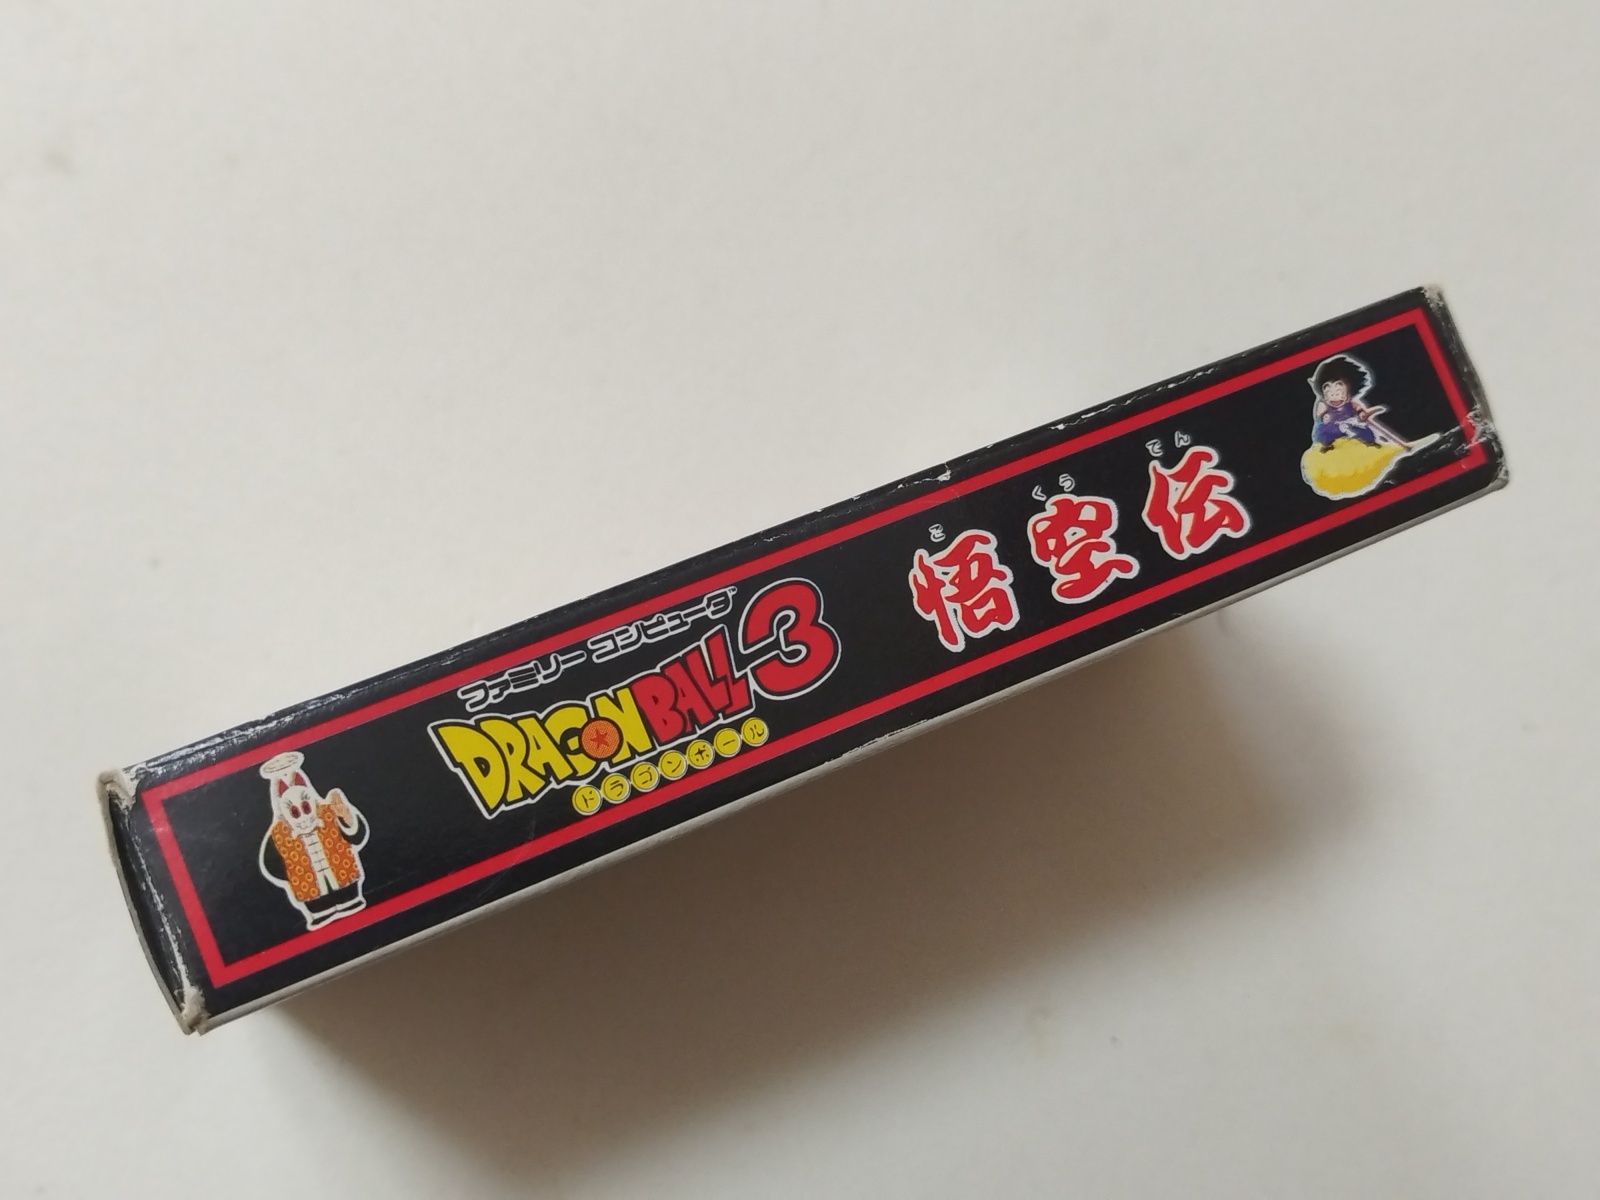 ファミリー コンピュータ
DRAGON BALL 3
ドラゴンボール
ご くう でん
悟空伝